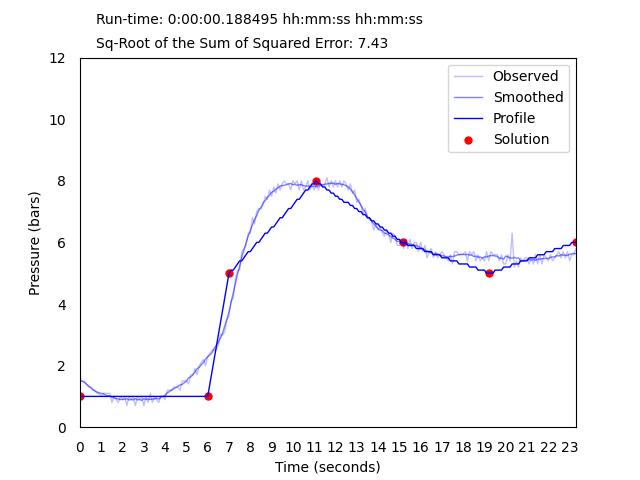 Run-time: 0:00:00.188495 hh:mm:ss hh:mm:ss
Sq-Root of the Sum of Squared Error: 7.43
12
10
8
6
4
2
0
Pressure (bars)
Observed
Smoothed
Profile
Solution
0 1 2 3 4 5 6 7 8 9 10 11 12 13 14 15 16 17 18 19 20 21 22 23
Time (seconds)